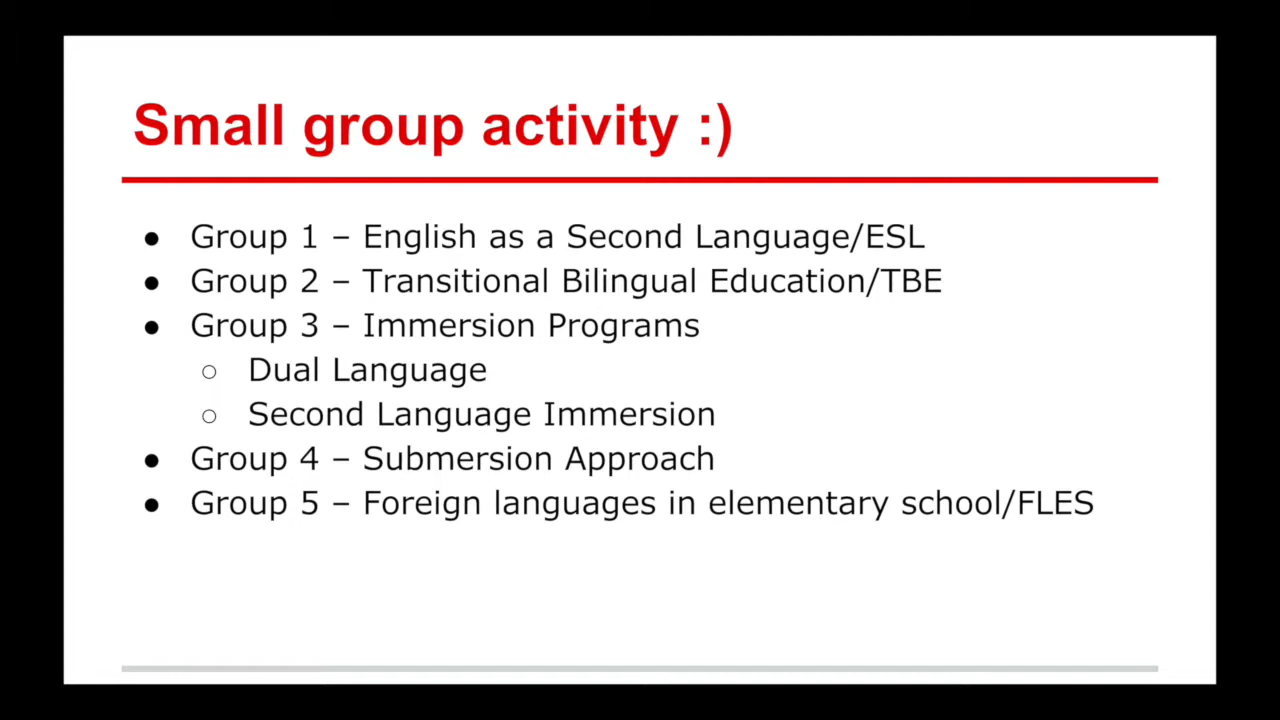 Small group activity :)
● Group 1 – English as a Second Language/ESL
● Group 2 – Transitional Bilingual Education/TBE
● Group 3 – Immersion Programs
○ Dual Language
○ Second Language Immersion
● Group 4 – Submersion Approach
● Group 5 – Foreign languages in elementary school/FLES